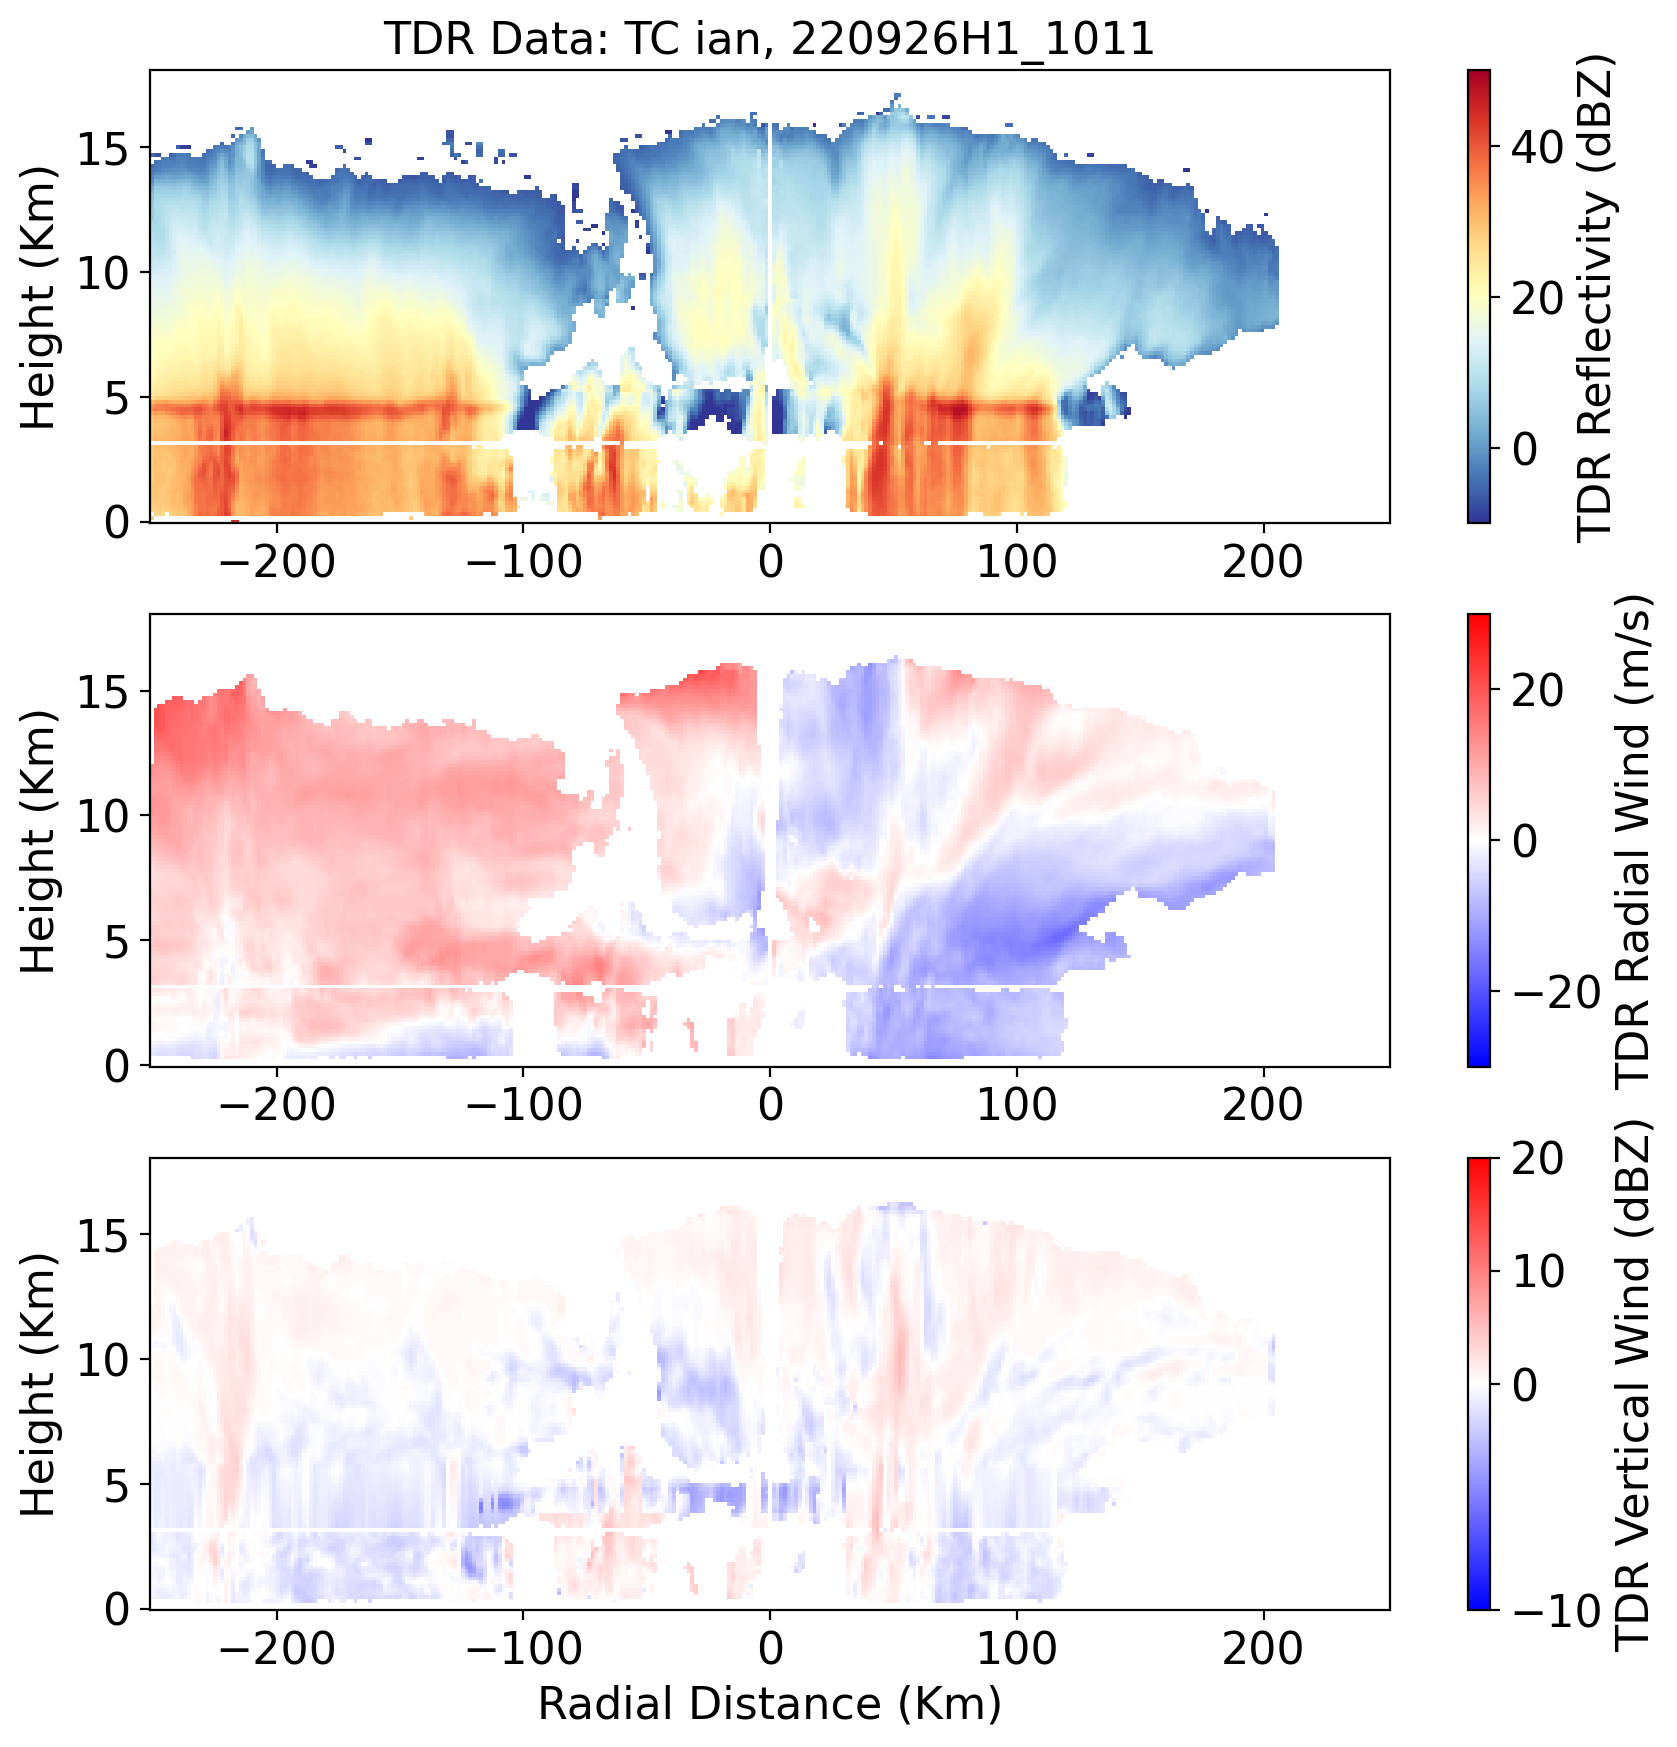 TDR Data: TC ian, 220926H1_1011
Height (Km)
15
10
5
0
−200 −100 0 100 200
40
20
0
TDR Reflectivity (dBZ)
Height (Km)
15
10
5
0
−200 −100 0 100 200
20
0
−20
TDR Radial Wind (m/s)
Height (Km)
15
10
5
0
−200 −100 0 100 200
Radial Distance (Km)
20
10
0
−10
TDR Vertical Wind (dBZ)